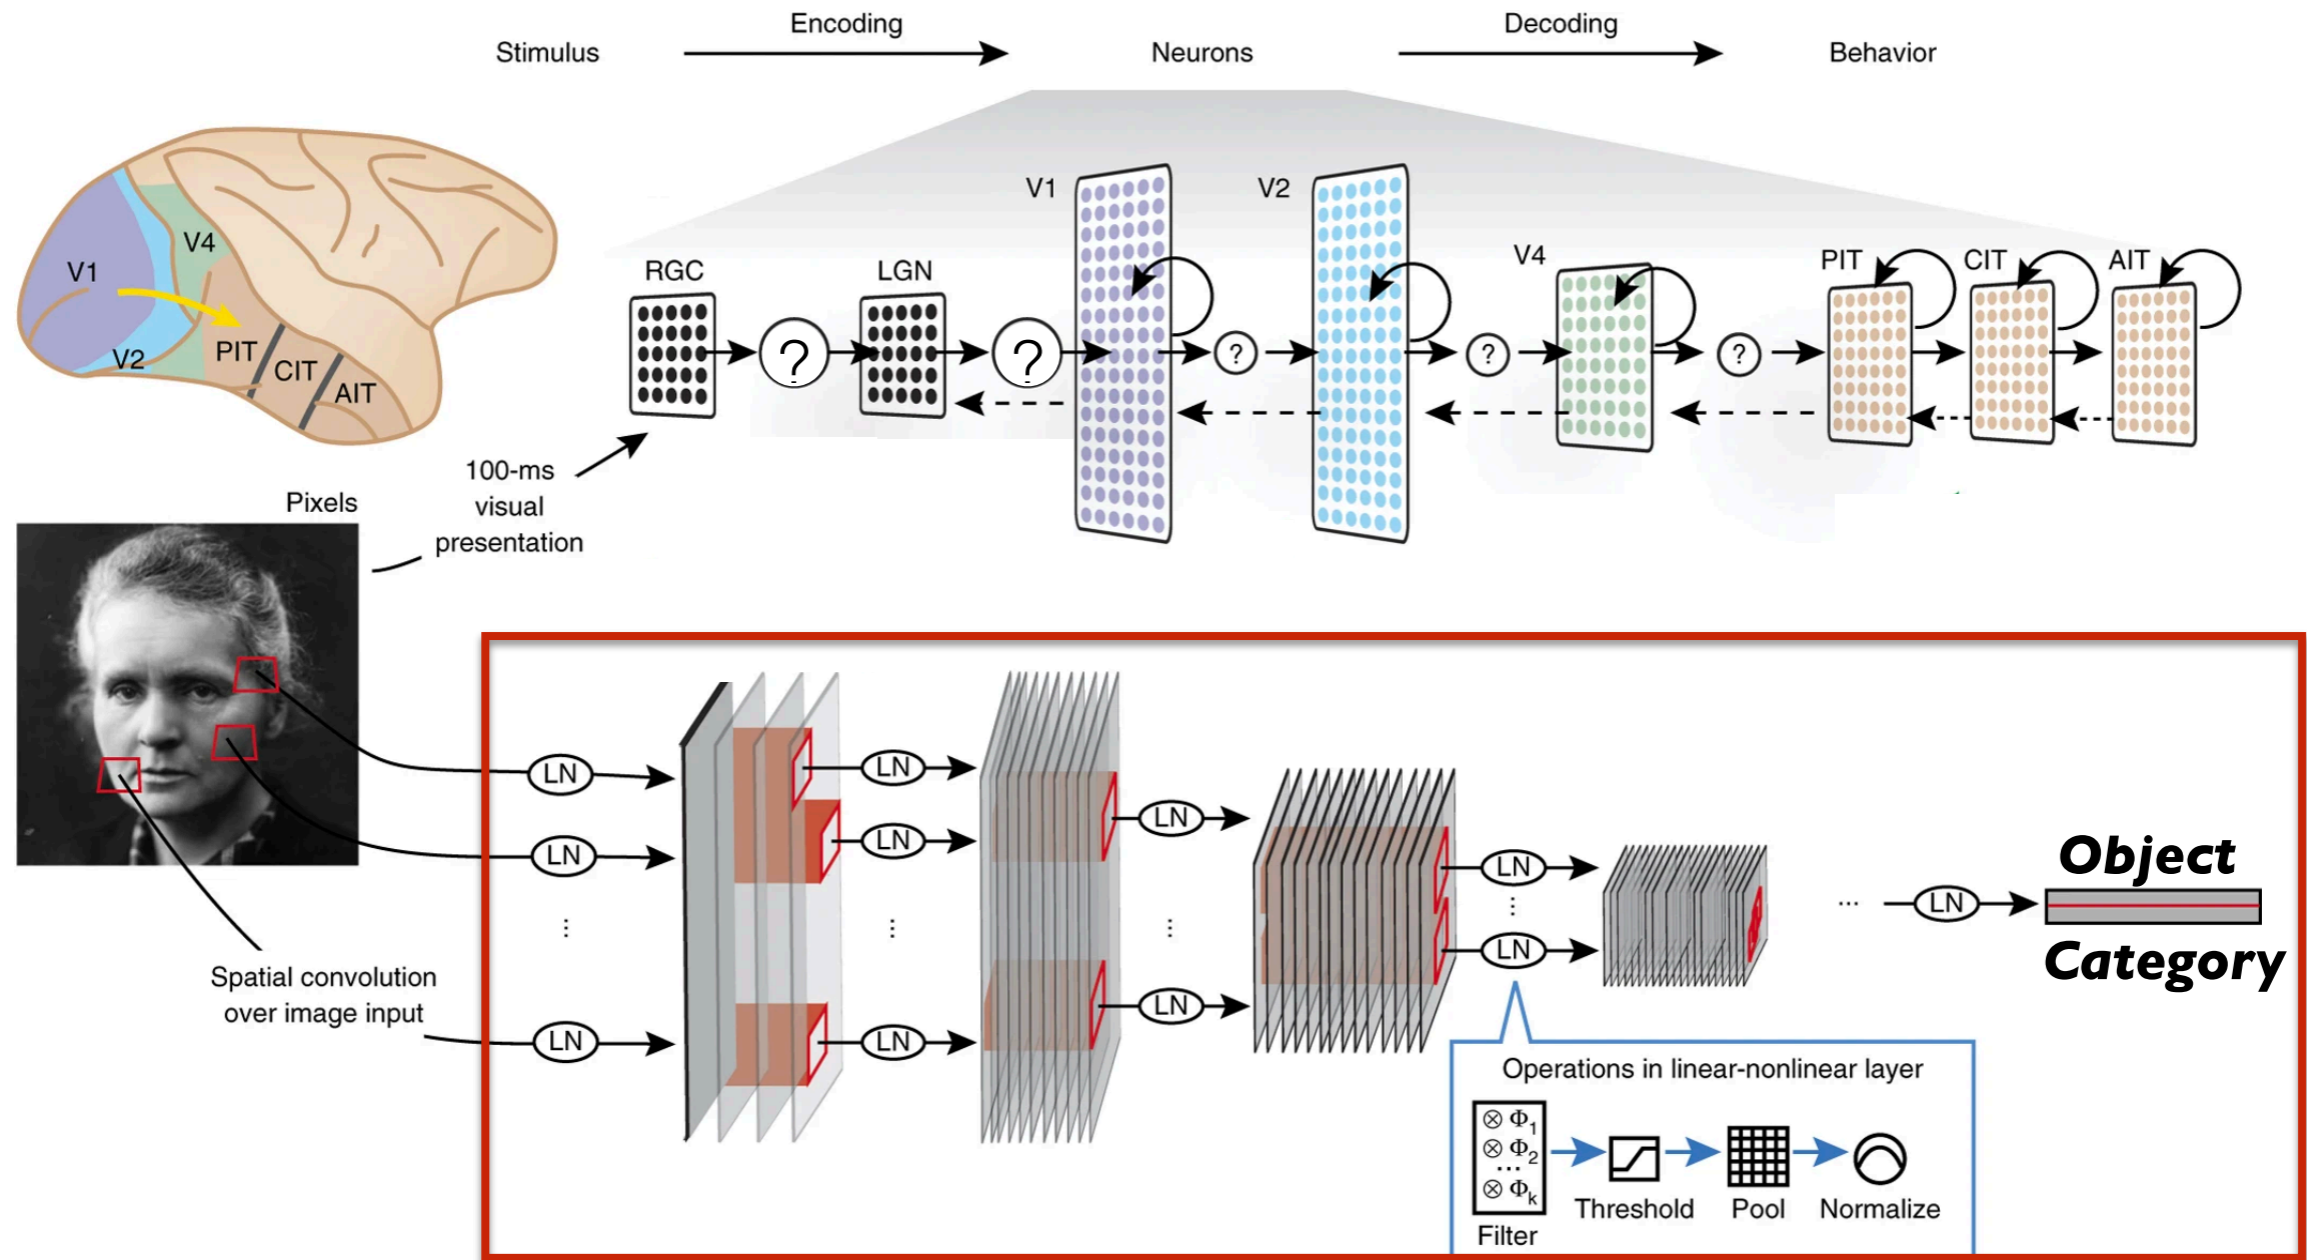 Stimulus
Encoding
Neurons
Decoding
Behavior
V1
V2
V4
PIT
CIT
AIT
RGC
?
LGN
?
V1
?
V2
?
V4
?
PIT
CIT
AIT
100-ms
visual
presentation
Pixels
Spatial convolution
over image input
LN
LN
⋮
LN
LN
LN
⋮
LN
LN
⋮
LN
LN
⋮
LN
...
LN
Object
Category
Operations in linear-nonlinear layer
⊗ Φ1
⊗ Φ2
...
⊗ Φk
Filter
Threshold
Pool
Normalize